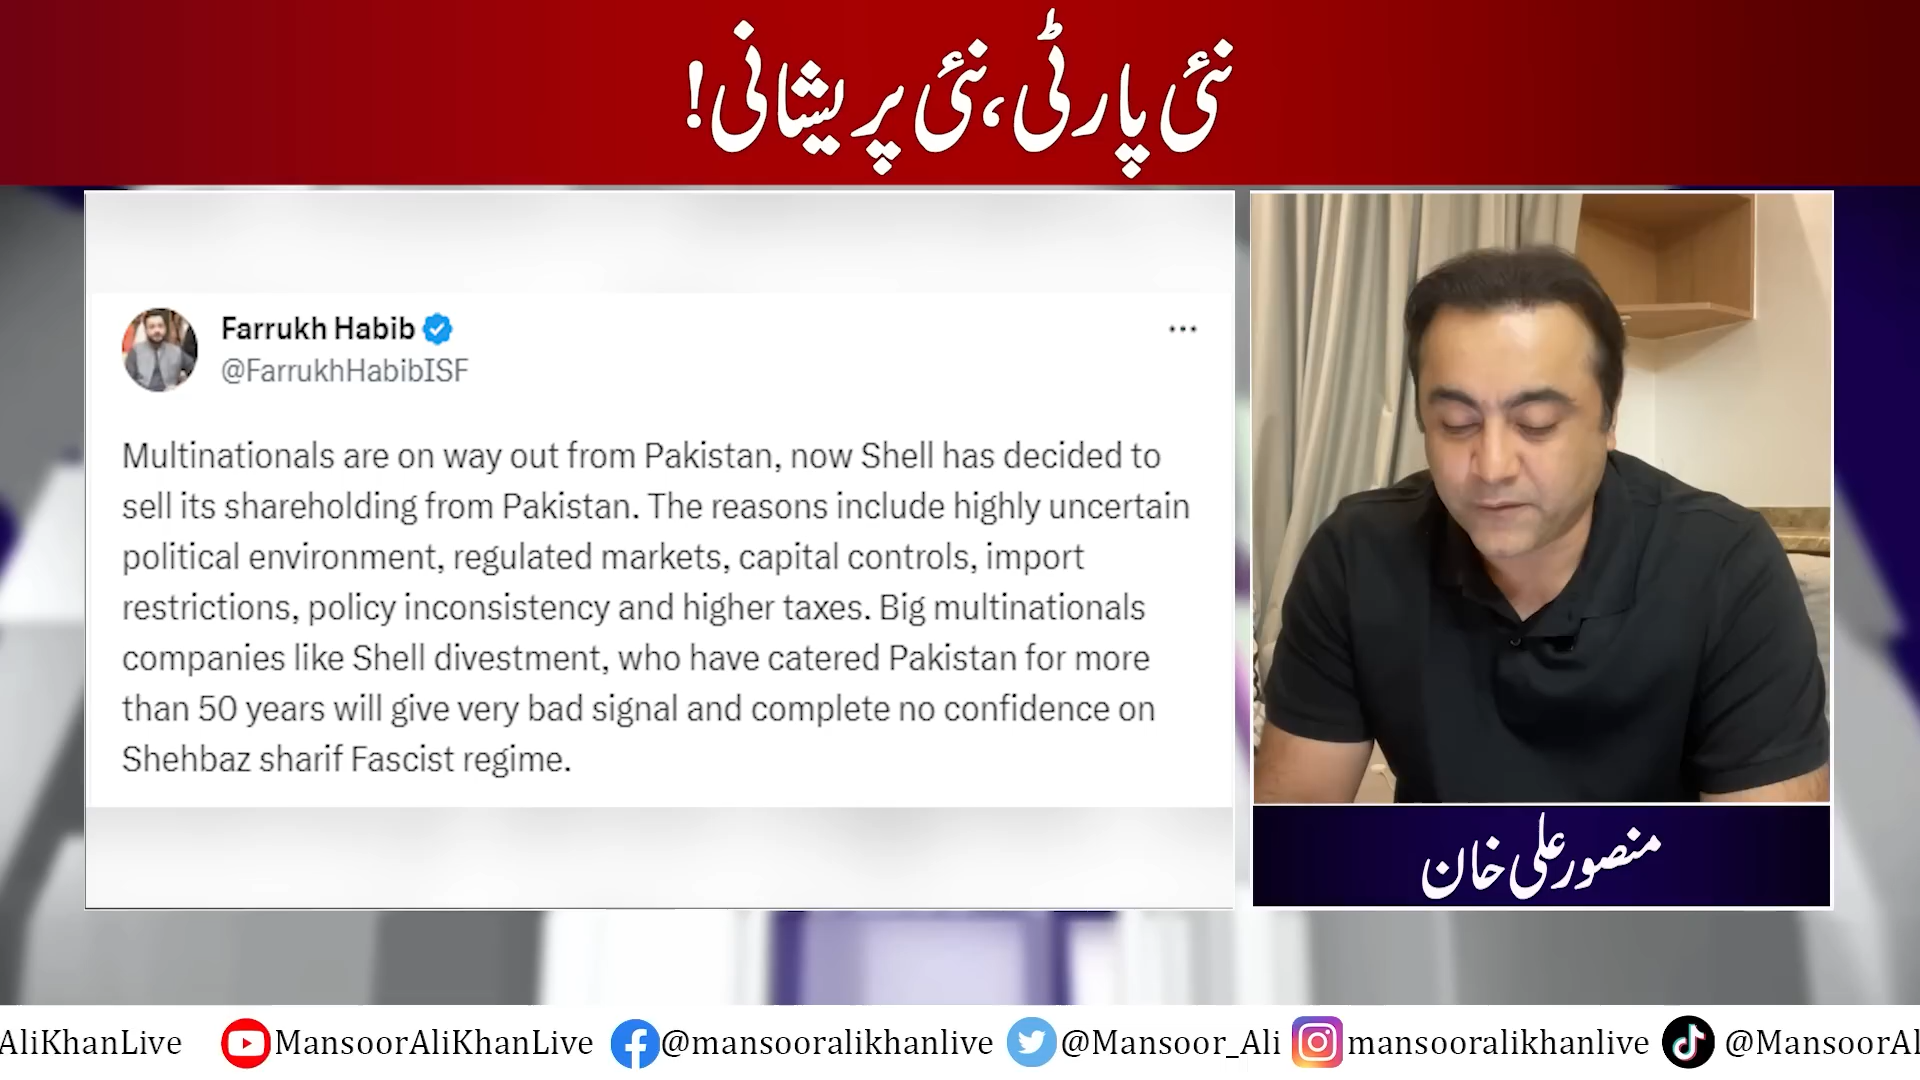 نئی پارٹی، نئی پریشانی!
Farrukh Habib
@FarrukhHabibISF
Multinationals are on way out from Pakistan, now Shell has decided to
sell its shareholding from Pakistan. The reasons include highly uncertain
political environment, regulated markets, capital controls, import
restrictions, policy inconsistency and higher taxes. Big multinationals
companies like Shell divestment, who have catered Pakistan for more
than 50 years will give very bad signal and complete no confidence on
Shehbaz sharif Fascist regime.
منصور علی خان
AliKhanLive MansoorAliKhanLive @mansooralikhanlive @Mansoor_Ali mansooralikhanlive @MansoorAl